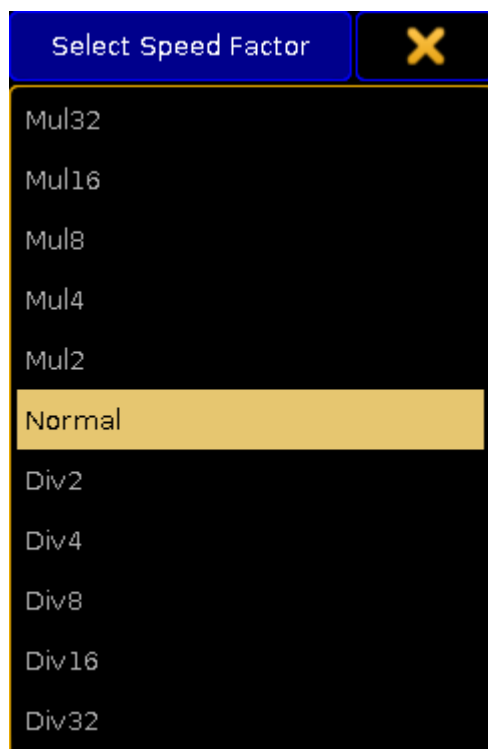 Select Speed Factor
Mul32
Mul16
Mul8
Mul4
Mul2
Normal
Div2
Div4
Div8
Div16
Div32